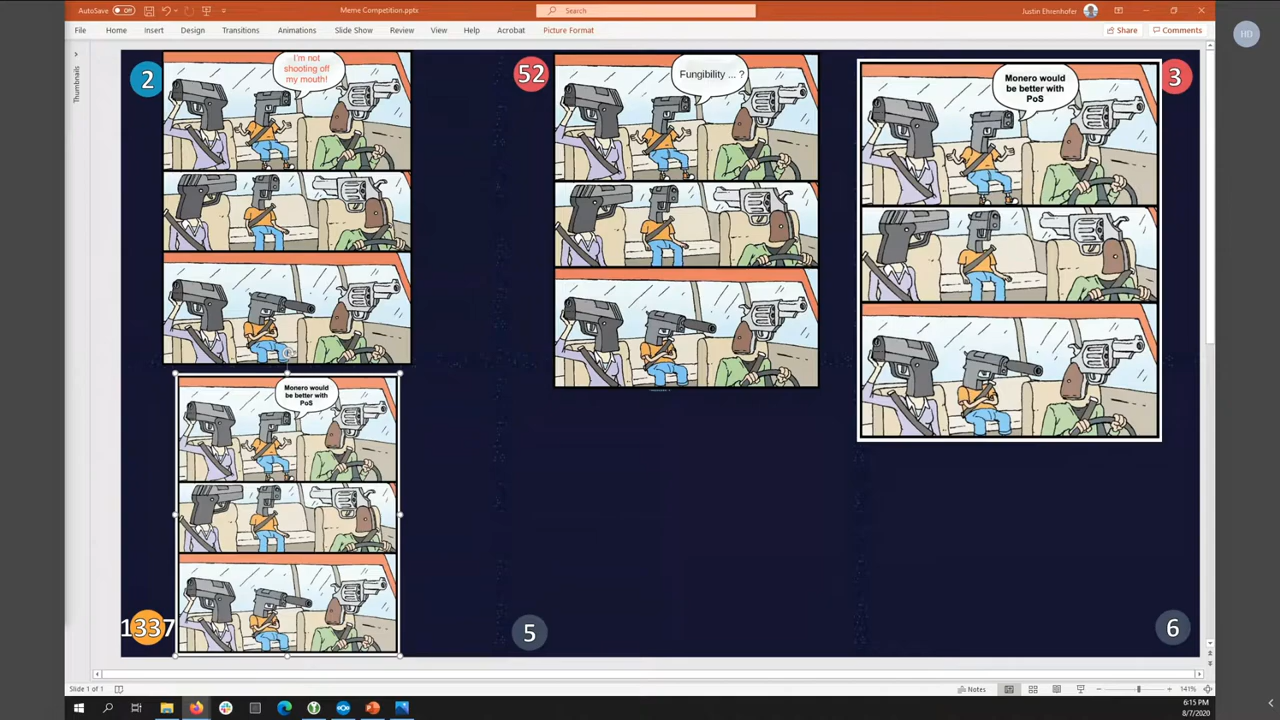 AutoSave
Off
Meme Competition.pptx
Search
Justin Ehrenhofer
File
Home
Insert
Design
Transitions
Animations
Slide Show
Review
View
Help
Acrobat
Picture Format
Share
Comments
HD
Thumbnails
2
I'm not
shooting off
my mouth!
52
Fungibility ... ?
3
Monero would
be better with
PoS
Monero would
be better with
PoS
1337
5
6
Slide 1 of 1
Notes
141%
6:15 PM
8/7/2020